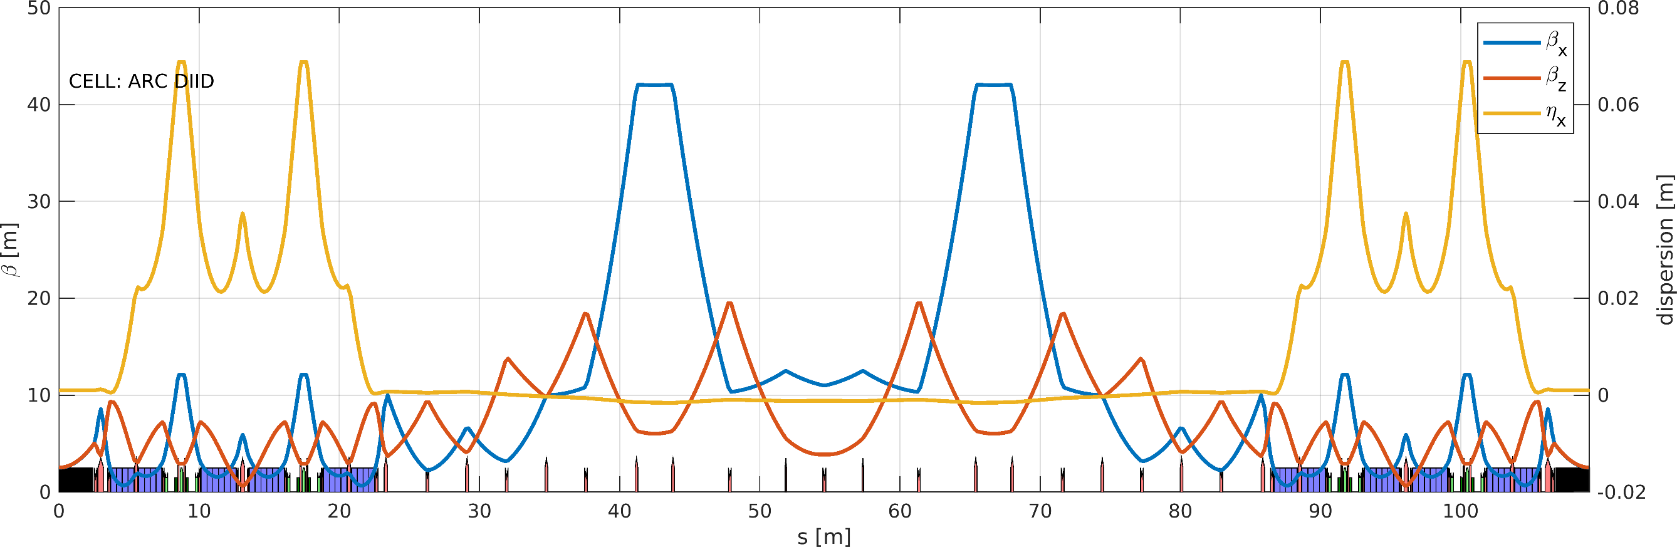 50
40
30
20
10
0
β [m]
CELL: ARC DIID
βx
βz
ηx
0.08
0.06
0.04
0.02
0
-0.02
dispersion [m]
0 10 20 30 40 50 60 70 80 90 100
s [m]